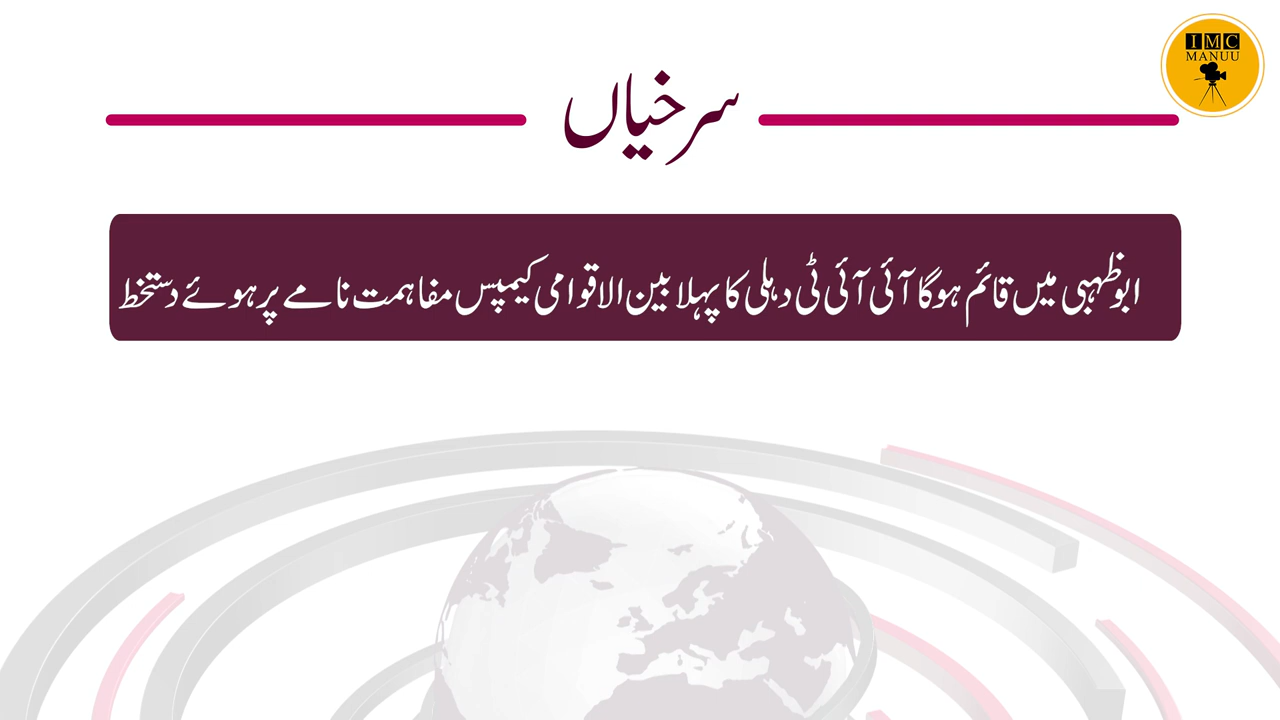 IMC
MANUU
سرخیاں
ابوظہبی میں قائم ہوگا آئی آئی ٹی دہلی کا پہلا بین الاقوامی کیمپس مفاہمت نامے پر ہوئے دستخط